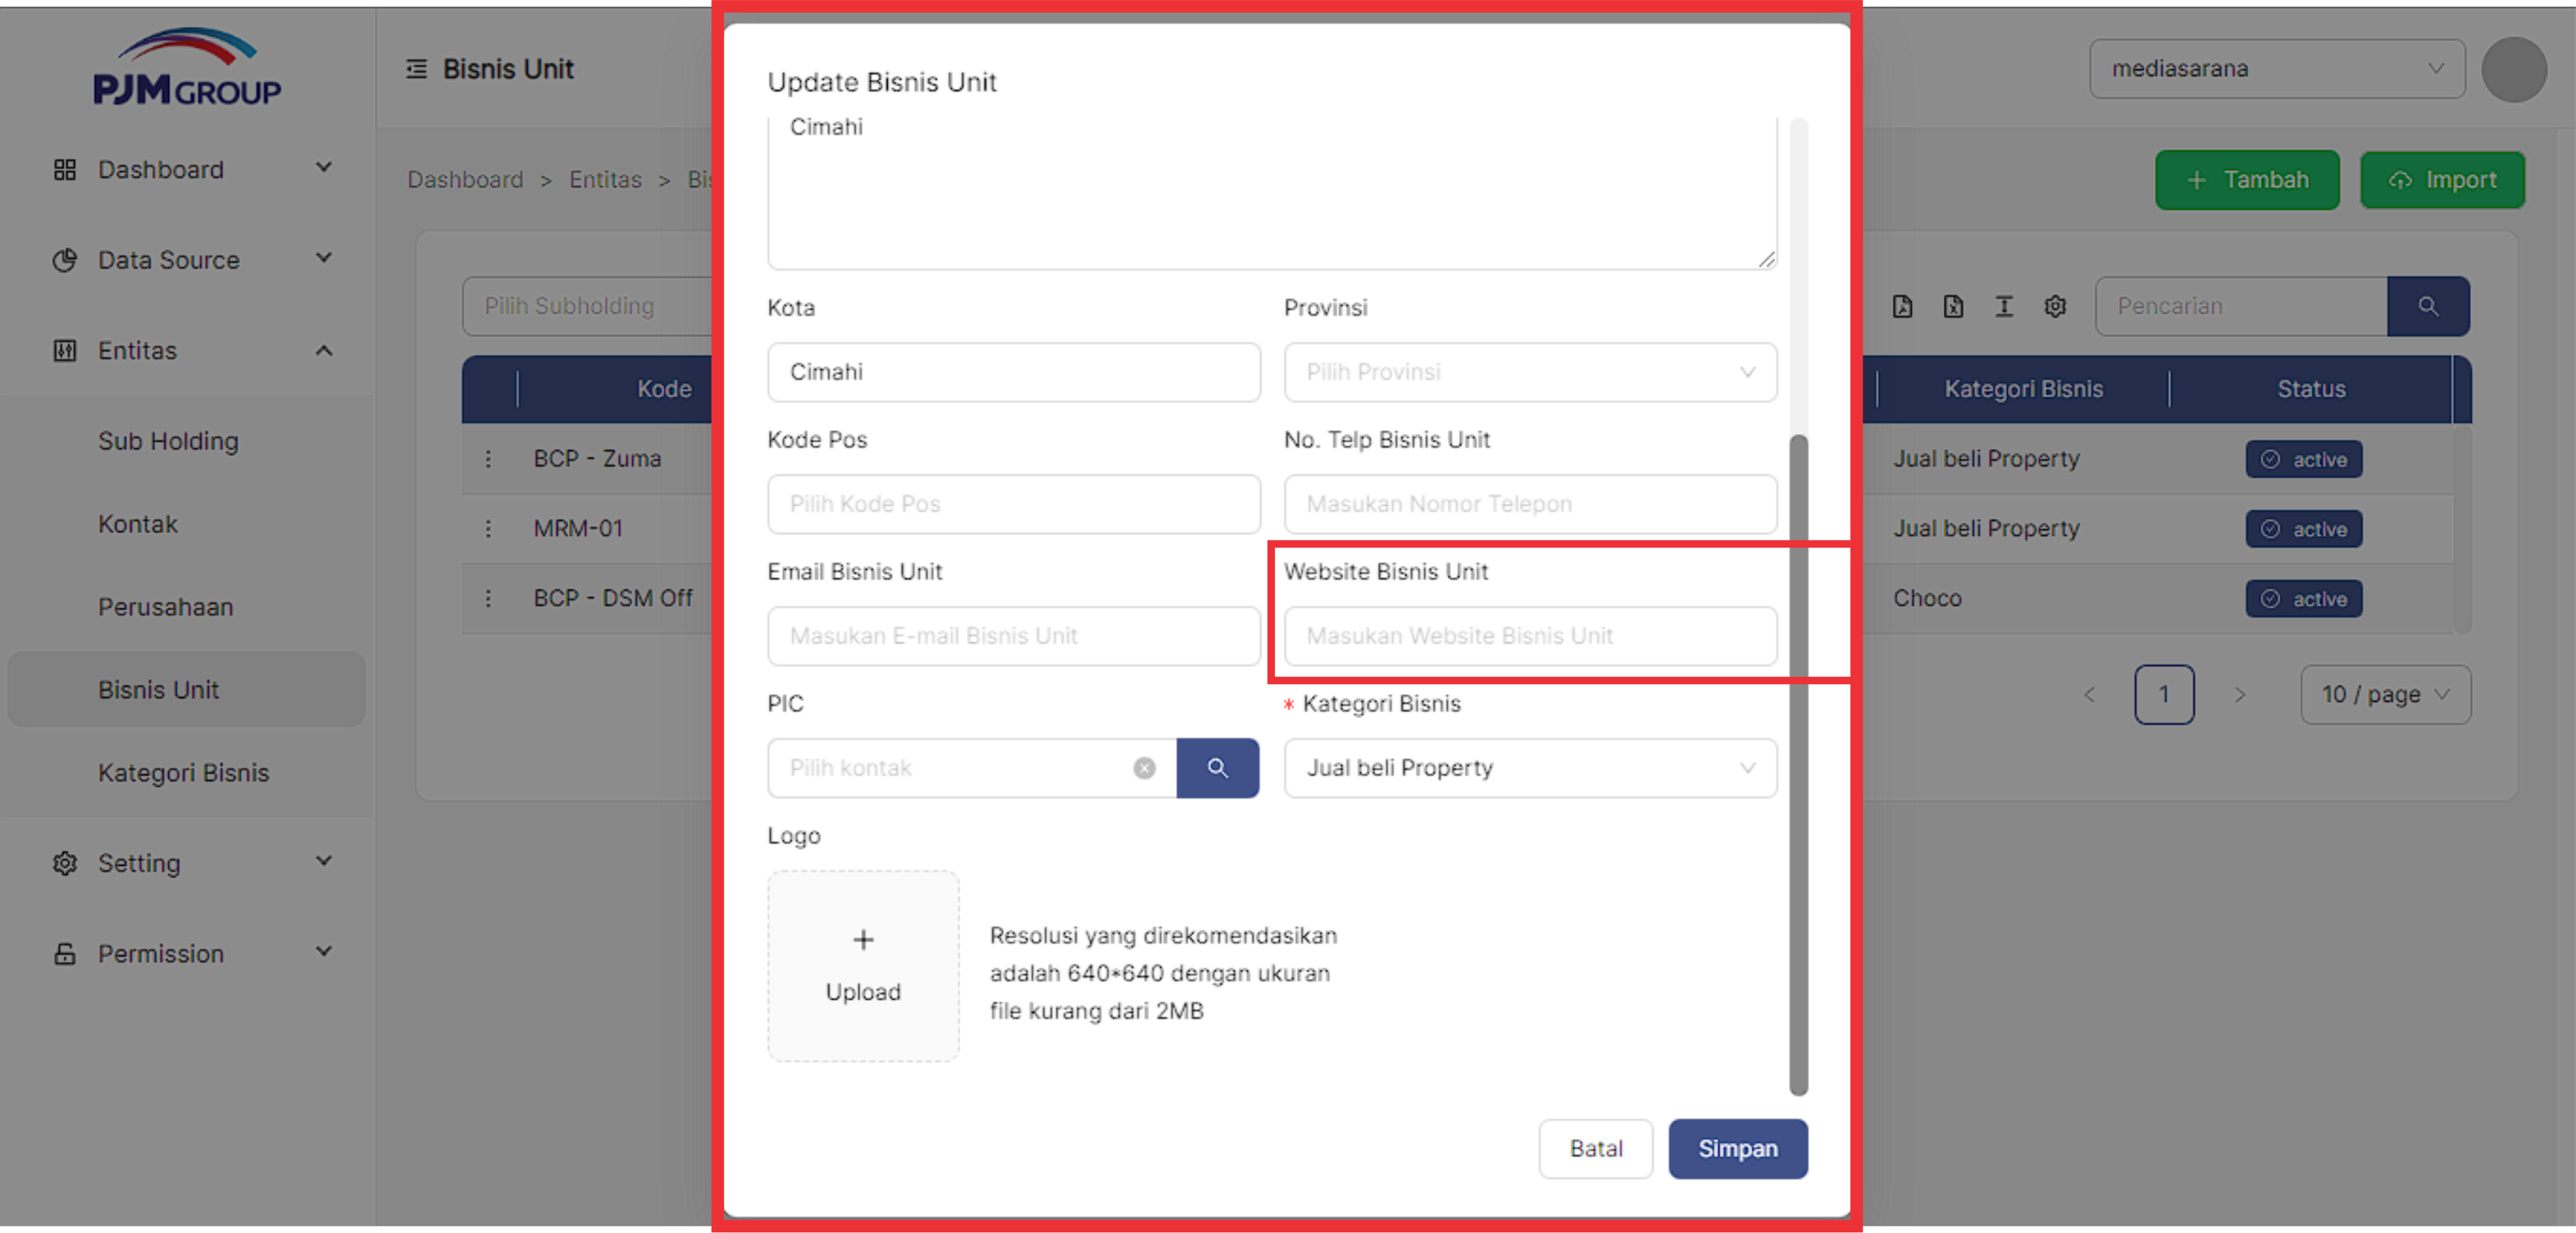 PJM GROUP
Dashboard
Data Source
Entitas
Sub Holding
Kontak
Perusahaan
Bisnis Unit
Kategori Bisnis
Setting
Permission
Bisnis Unit
mediasarana
Dashboard > Entitas > Bis
+ Tambah
Import
Pilih Subholding
Pencarian
Kode
Kategori Bisnis
Status
BCP - Zuma
Jual beli Property
active
MRM-01
Jual beli Property
active
BCP - DSM Off
Choco
active
< 1 >
10 / page
Update Bisnis Unit
Cimahi
Kota
Provinsi
Cimahi
Pilih Provinsi
Kode Pos
No. Telp Bisnis Unit
Pilih Kode Pos
Masukan Nomor Telepon
Email Bisnis Unit
Website Bisnis Unit
Masukan E-mail Bisnis Unit
Masukan Website Bisnis Unit
PIC
* Kategori Bisnis
Pilih kontak
Jual beli Property
Logo
+
Upload
Resolusi yang direkomendasikan
adalah 640*640 dengan ukuran
file kurang dari 2MB
Batal
Simpan